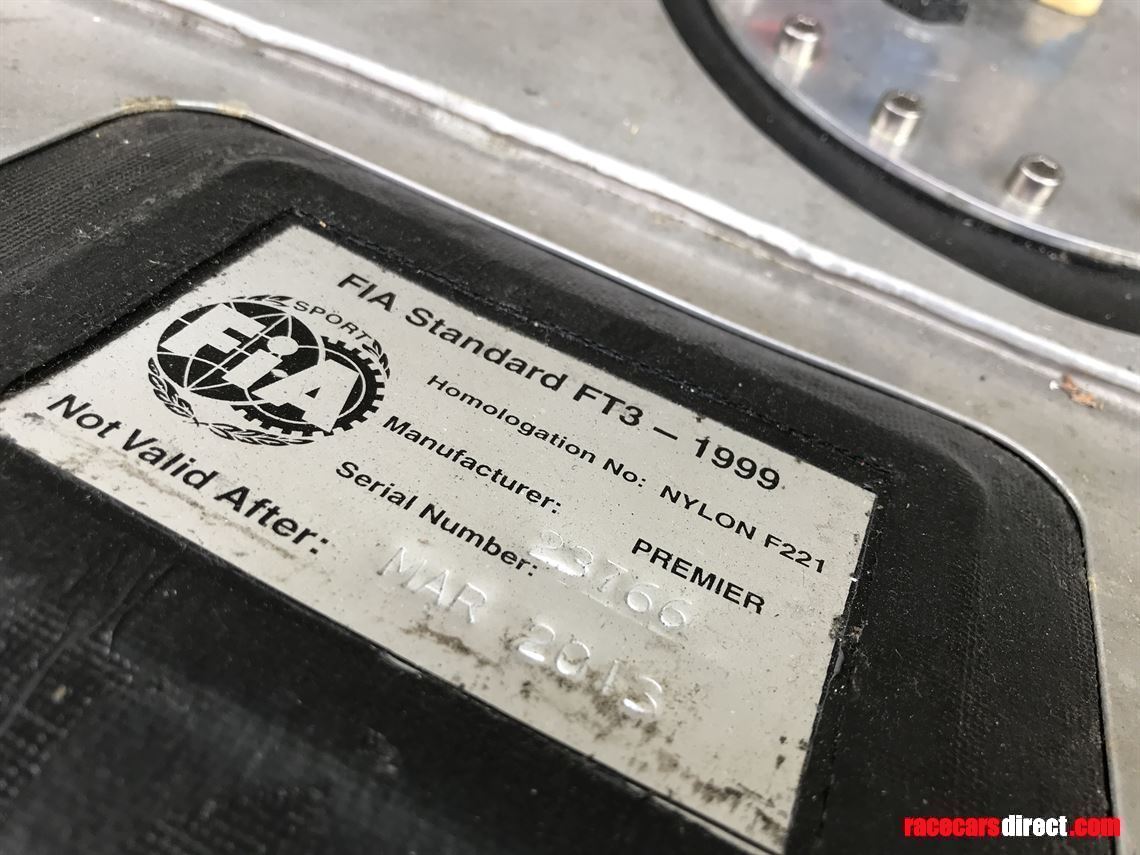 FIA Standard FT3 – 1999
SPORT
FIA
Homologation No: NYLON F221
Manufacturer: PREMIER
Serial Number: 23766
Not Valid After: MAR 2013
racecarsdirect.com